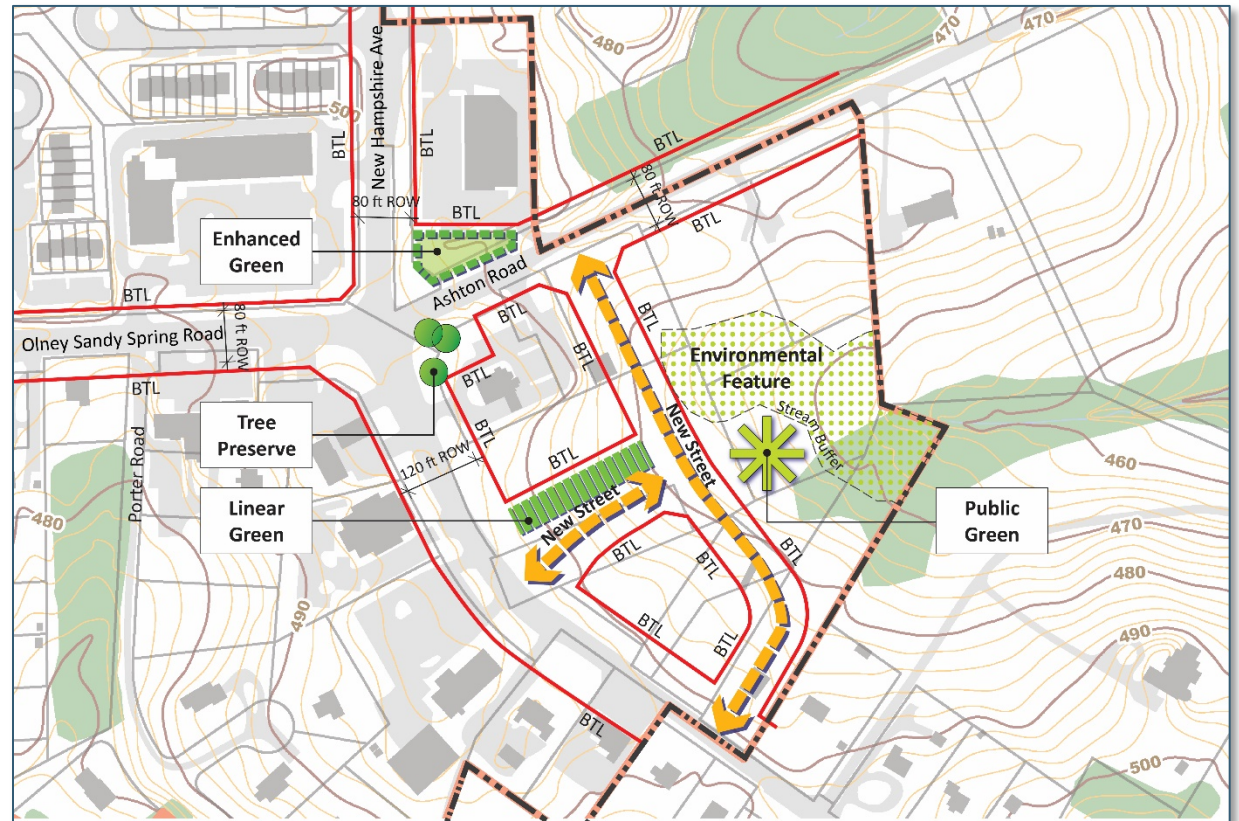 480
470
470
470
500
New Hampshire Ave
BTL
BTL
BTL
80 ft ROW
80 ft ROW
BTL
BTL
Enhanced
Green
Ashton Road
BTL
Olney Sandy Spring Road
80 ft ROW
BTL
BTL
BTL
BTL
BTL
Environmental
Feature
Stream Buffer
New Street
Tree
Preserve
BTL
BTL
120 ft ROW
Porter Road
Linear
Green
New Street
Public
Green
460
470
480
480
490
490
BTL
BTL
BTL
BTL
BTL
BTL
500